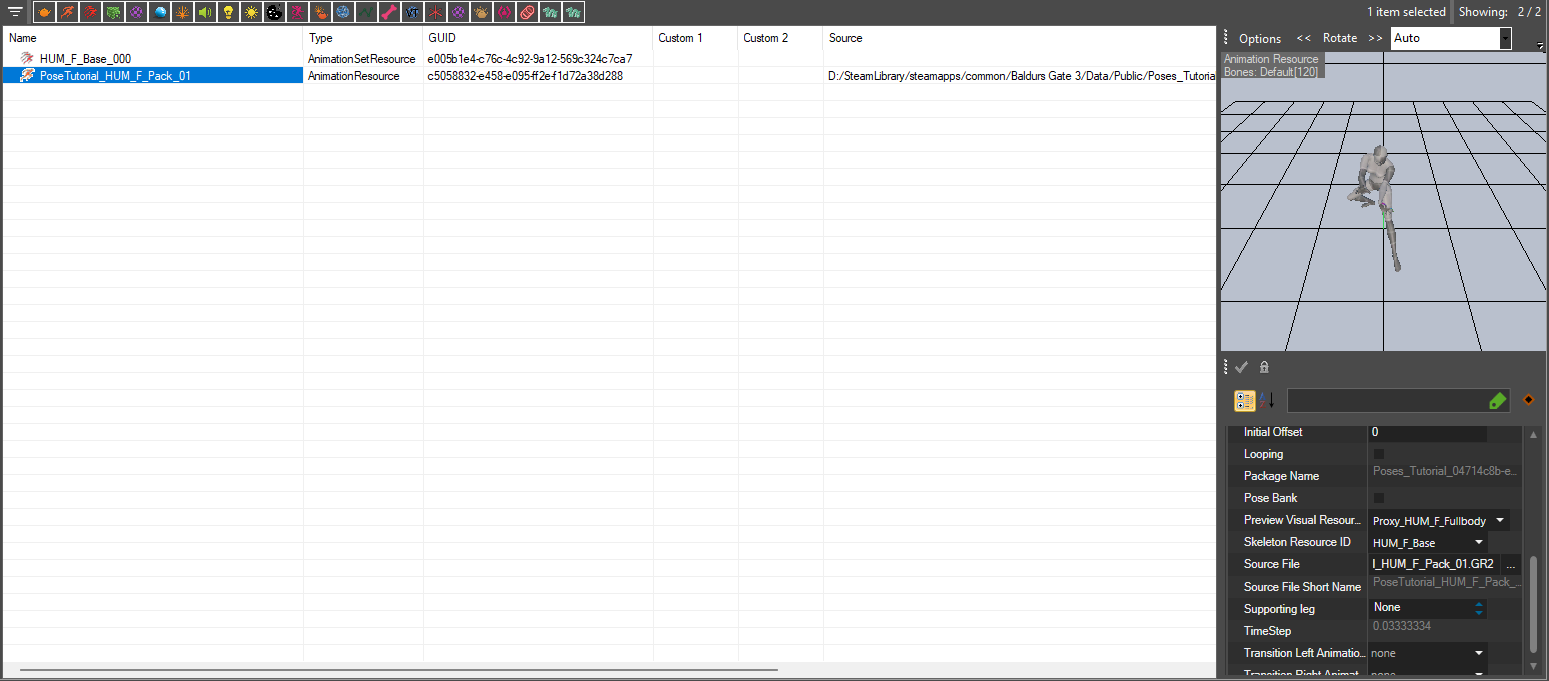 1 item selected Showing: 2 / 2
Name Type GUID Custom 1 Custom 2 Source
HUM_F_Base_000 AnimationSetResource e005b1e4-c76c-4c92-9a12-569c324c7ca7
PoseTutorial_HUM_F_Pack_01 AnimationResource c5058832-e458-e095-ff2e-f1d72a38d288 D:/SteamLibrary/steamapps/common/Baldurs Gate 3/Data/Public/Poses_Tutorial
Options << Rotate >> Auto
Animation Resource
Bones: Default[120]
Initial Offset 0
Looping
Package Name Poses_Tutorial_04714c8b-e...
Pose Bank
Preview Visual Resour... Proxy_HUM_F_Fullbody
Skeleton Resource ID HUM_F_Base
Source File l_HUM_F_Pack_01.GR2 ...
Source File Short Name PoseTutorial_HUM_F_Pack_...
Supporting leg None
TimeStep 0.03333334
Transition Left Animatio... none
Transition Right Animat... none